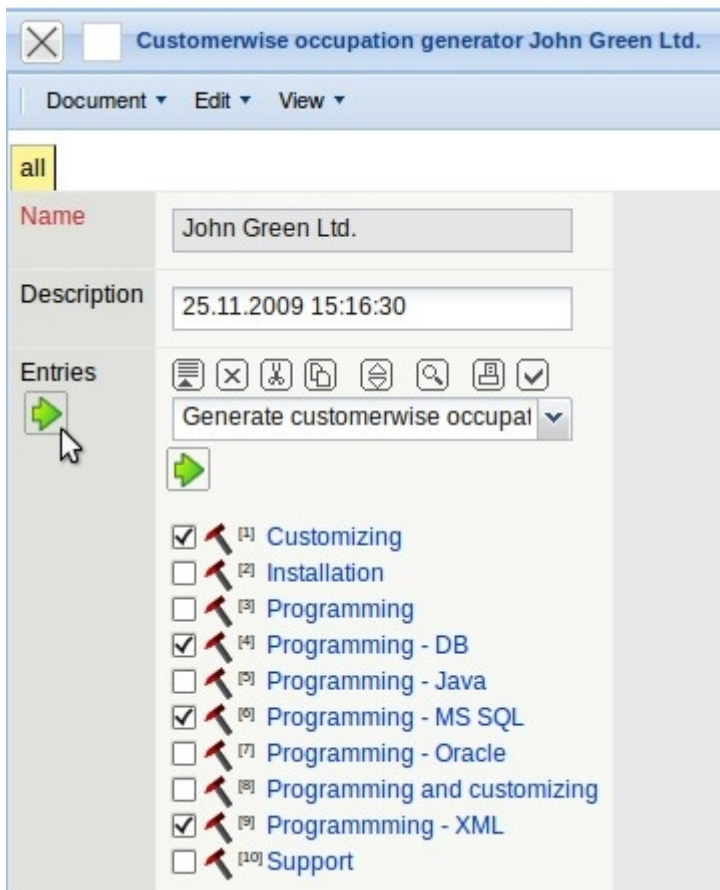 Customerwise occupation generator John Green Ltd.
Document Edit View
all
Name John Green Ltd.
Description 25.11.2009 15:16:30
Entries
Generate customerwise occupat
[1] Customizing
[2] Installation
[3] Programming
[4] Programming - DB
[5] Programming - Java
[6] Programming - MS SQL
[7] Programming - Oracle
[8] Programming and customizing
[9] Programmming - XML
[10] Support